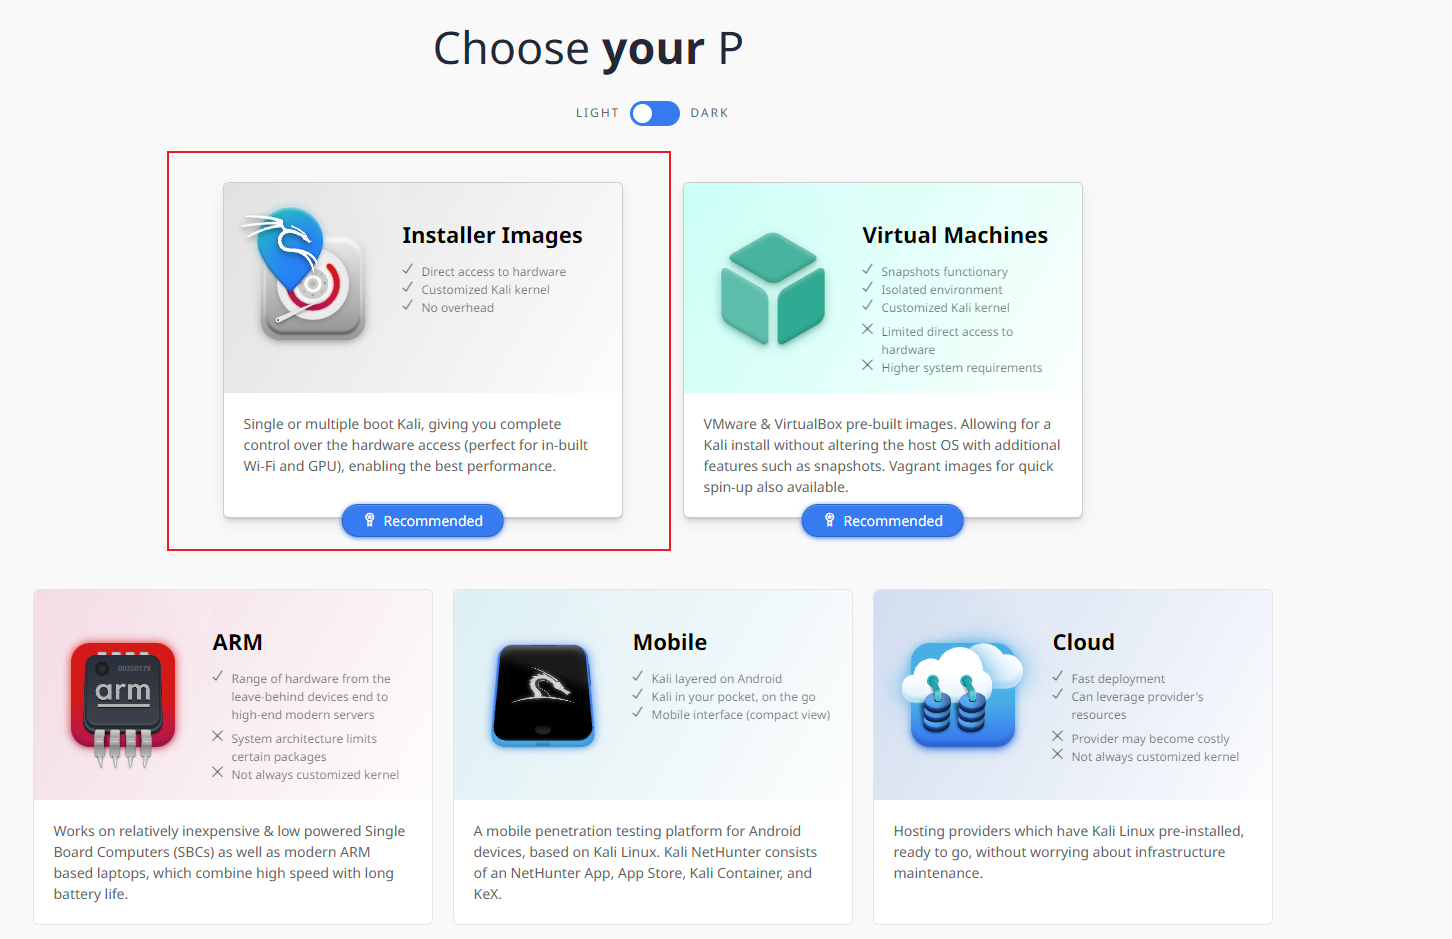 Choose your P
LIGHT DARK
Installer Images
Direct access to hardware
Customized Kali kernel
No overhead
Single or multiple boot Kali, giving you complete
control over the hardware access (perfect for in-built
Wi-Fi and GPU), enabling the best performance.
Recommended
Virtual Machines
Snapshots functionary
Isolated environment
Customized Kali kernel
Limited direct access to
hardware
Higher system requirements
VMware & VirtualBox pre-built images. Allowing for a
Kali install without altering the host OS with additional
features such as snapshots. Vagrant images for quick
spin-up also available.
Recommended
00350179
arm
ARM
Range of hardware from the
leave-behind devices end to
high-end modern servers
System architecture limits
certain packages
Not always customized kernel
Works on relatively inexpensive & low powered Single
Board Computers (SBCs) as well as modern ARM
based laptops, which combine high speed with long
battery life.
Mobile
Kali layered on Android
Kali in your pocket, on the go
Mobile interface (compact view)
A mobile penetration testing platform for Android
devices, based on Kali Linux. Kali NetHunter consists
of an NetHunter App, App Store, Kali Container, and
KeX.
Cloud
Fast deployment
Can leverage provider's
resources
Provider may become costly
Not always customized kernel
Hosting providers which have Kali Linux pre-installed,
ready to go, without worrying about infrastructure
maintenance.